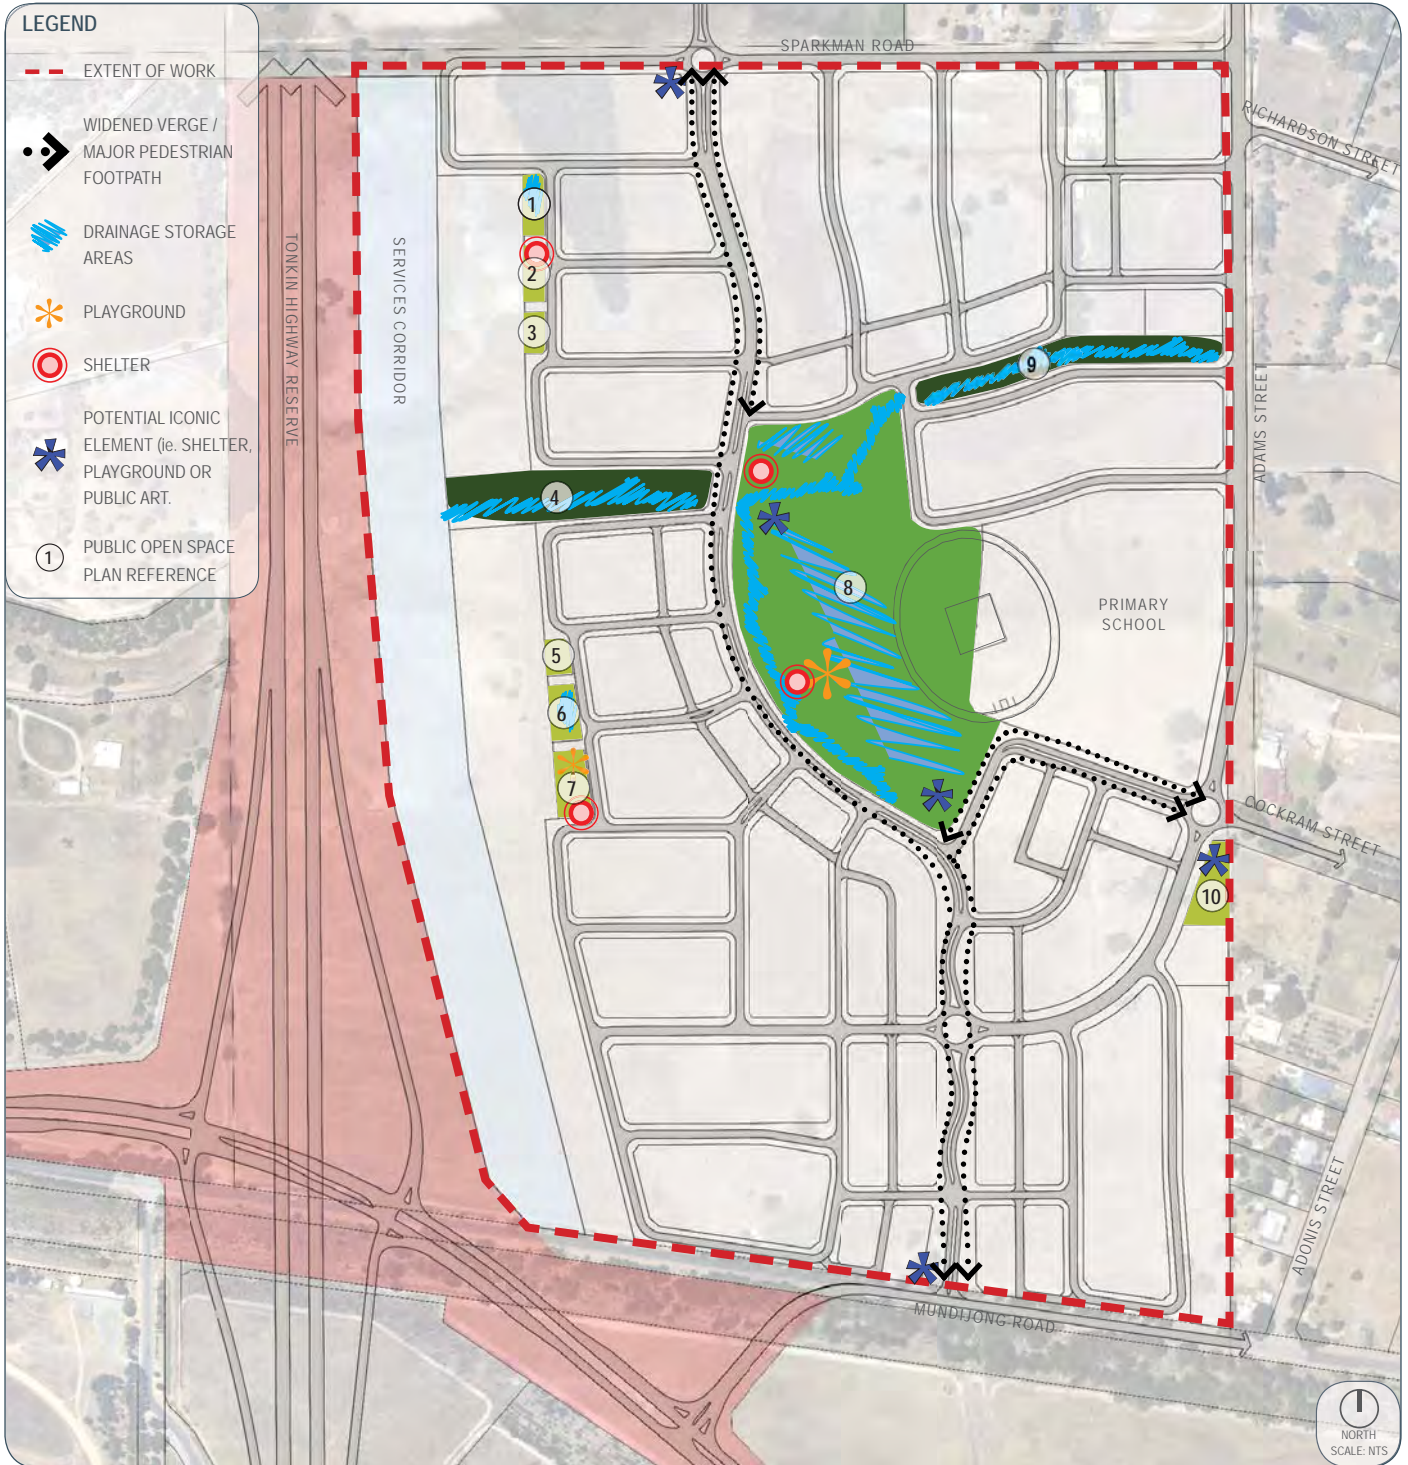 LEGEND
EXTENT OF WORK
WIDENED VERGE /
MAJOR PEDESTRIAN
FOOTPATH
DRAINAGE STORAGE
AREAS
PLAYGROUND
SHELTER
POTENTIAL ICONIC
ELEMENT (ie. SHELTER,
PLAYGROUND OR
PUBLIC ART.
1
PUBLIC OPEN SPACE
PLAN REFERENCE
SPARKMAN ROAD
RICHARDSON STREET
TONKIN HIGHWAY RESERVE
SERVICES CORRIDOR
1
2
3
9
ADAMS STREET
4
8
PRIMARY
SCHOOL
5
6
7
COCKRAM STREET
10
ADONIS STREET
MUNDIJONG ROAD
NORTH
SCALE: NTS